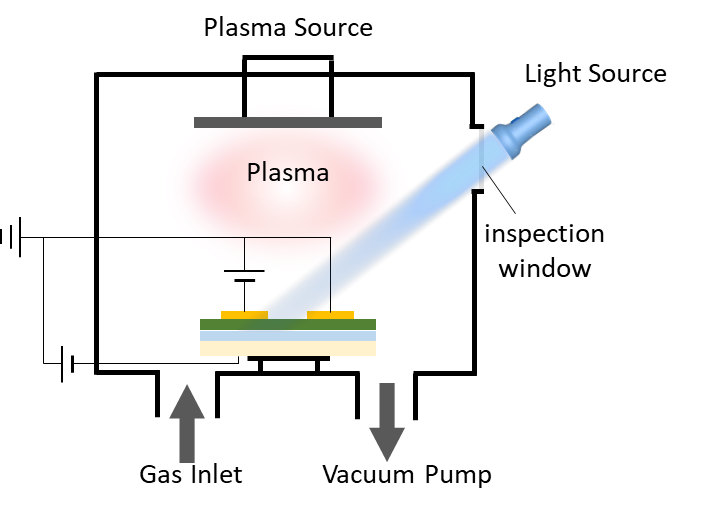 Plasma Source
Light Source
Plasma
inspection
window
Gas Inlet
Vacuum Pump